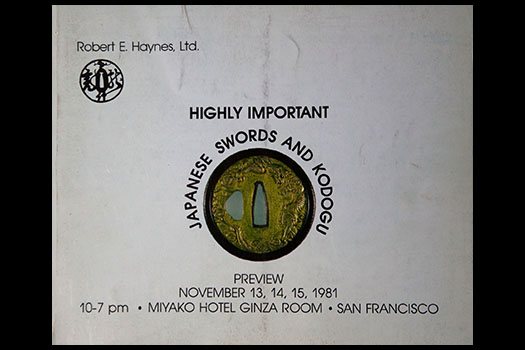 Robert E. Haynes, Ltd.
HIGHLY IMPORTANT
JAPANESE SWORDS AND KODOGU
PREVIEW
NOVEMBER 13, 14, 15, 1981
10-7 pm • MIYAKO HOTEL GINZA ROOM • SAN FRANCISCO